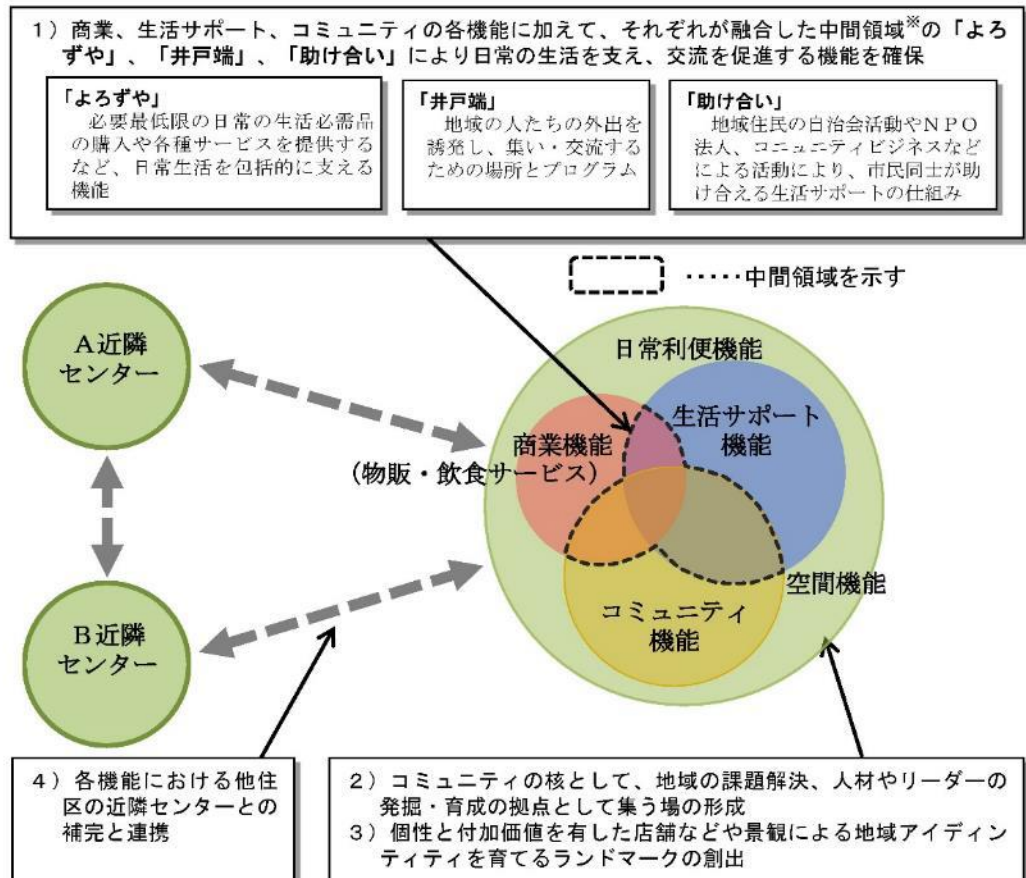 1）商業、生活サポート、コミュニティの各機能に加えて、それぞれが融合した中間領域※の「よろ
ずや」、「井戸端」、「助け合い」により日常の生活を支え、交流を促進する機能を確保
「よろずや」
必要最低限の日常の生活必需品
の購入や各種サービスを提供する
など、日常生活を包括的に支える
機能
「井戸端」
地域の人たちの外出を
誘発し、集い・交流する
ための場所とプログラム
「助け合い」
地域住民の自治会活動やＮＰＯ
法人、コニュニティビジネスなど
による活動により、市民同士が助
け合える生活サポートの仕組み
‥‥‥中間領域を示す
Ａ近隣
センター
日常利便機能
生活サポート
機能
商業機能
（物販・飲食サービス）
空間機能
コミュニティ
機能
Ｂ近隣
センター
4）各機能における他住
区の近隣センターとの
補完と連携
2）コミュニティの核として、地域の課題解決、人材やリーダーの
発掘・育成の拠点として集う場の形成
3）個性と付加価値を有した店舗などや景観による地域アイディン
ティティを育てるランドマークの創出